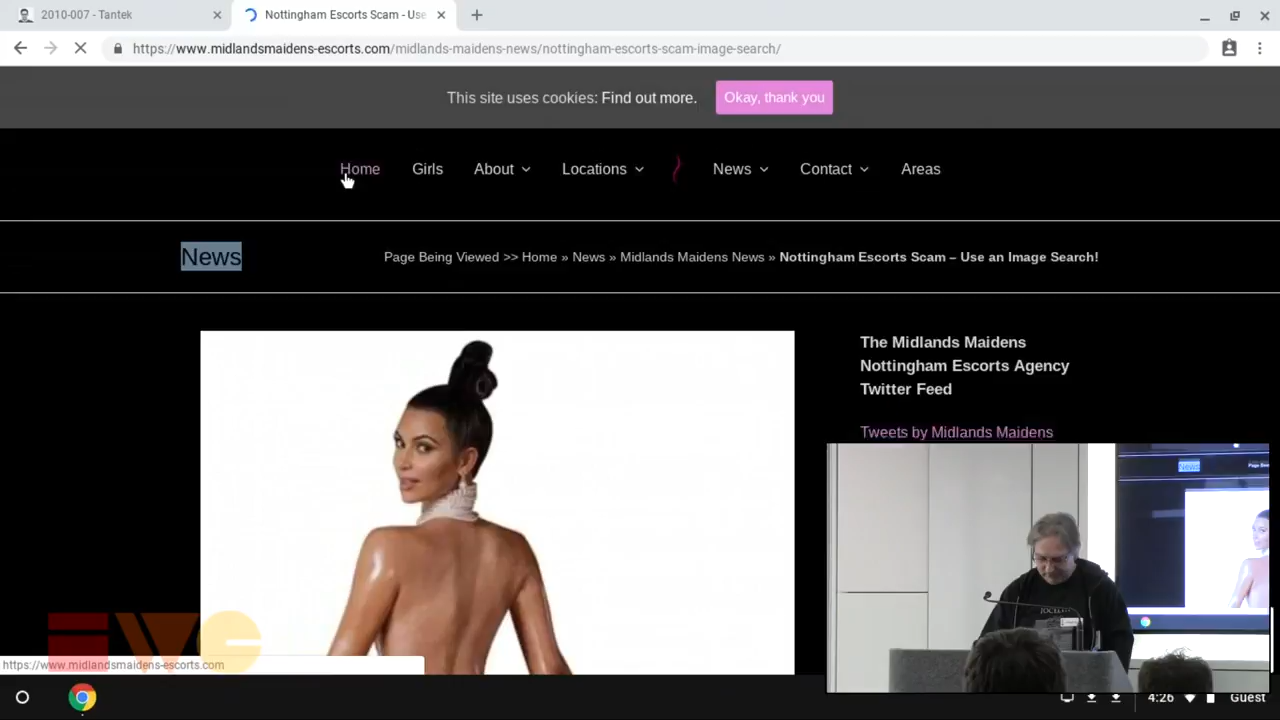 2010-007 - Tantek
Nottingham Escorts Scam - Use
https://www.midlandsmaidens-escorts.com/midlands-maidens-news/nottingham-escorts-scam-image-search/
This site uses cookies: Find out more. Okay, thank you
Home Girls About Locations News Contact Areas
News
Page Being Viewed >> Home » News » Midlands Maidens News » Nottingham Escorts Scam – Use an Image Search!
The Midlands Maidens
Nottingham Escorts Agency
Twitter Feed
Tweets by Midlands Maidens
News
iwc
https://www.midlandsmaidens-escorts.com
4:26
Guest